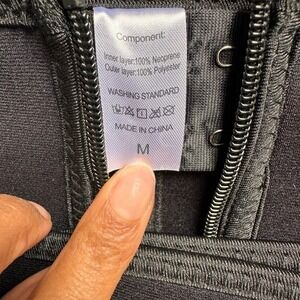 Component:
Inner layer:100% Neoprene
Outer layer:100% Polyester
WASHING STANDARD
MADE IN CHINA
M